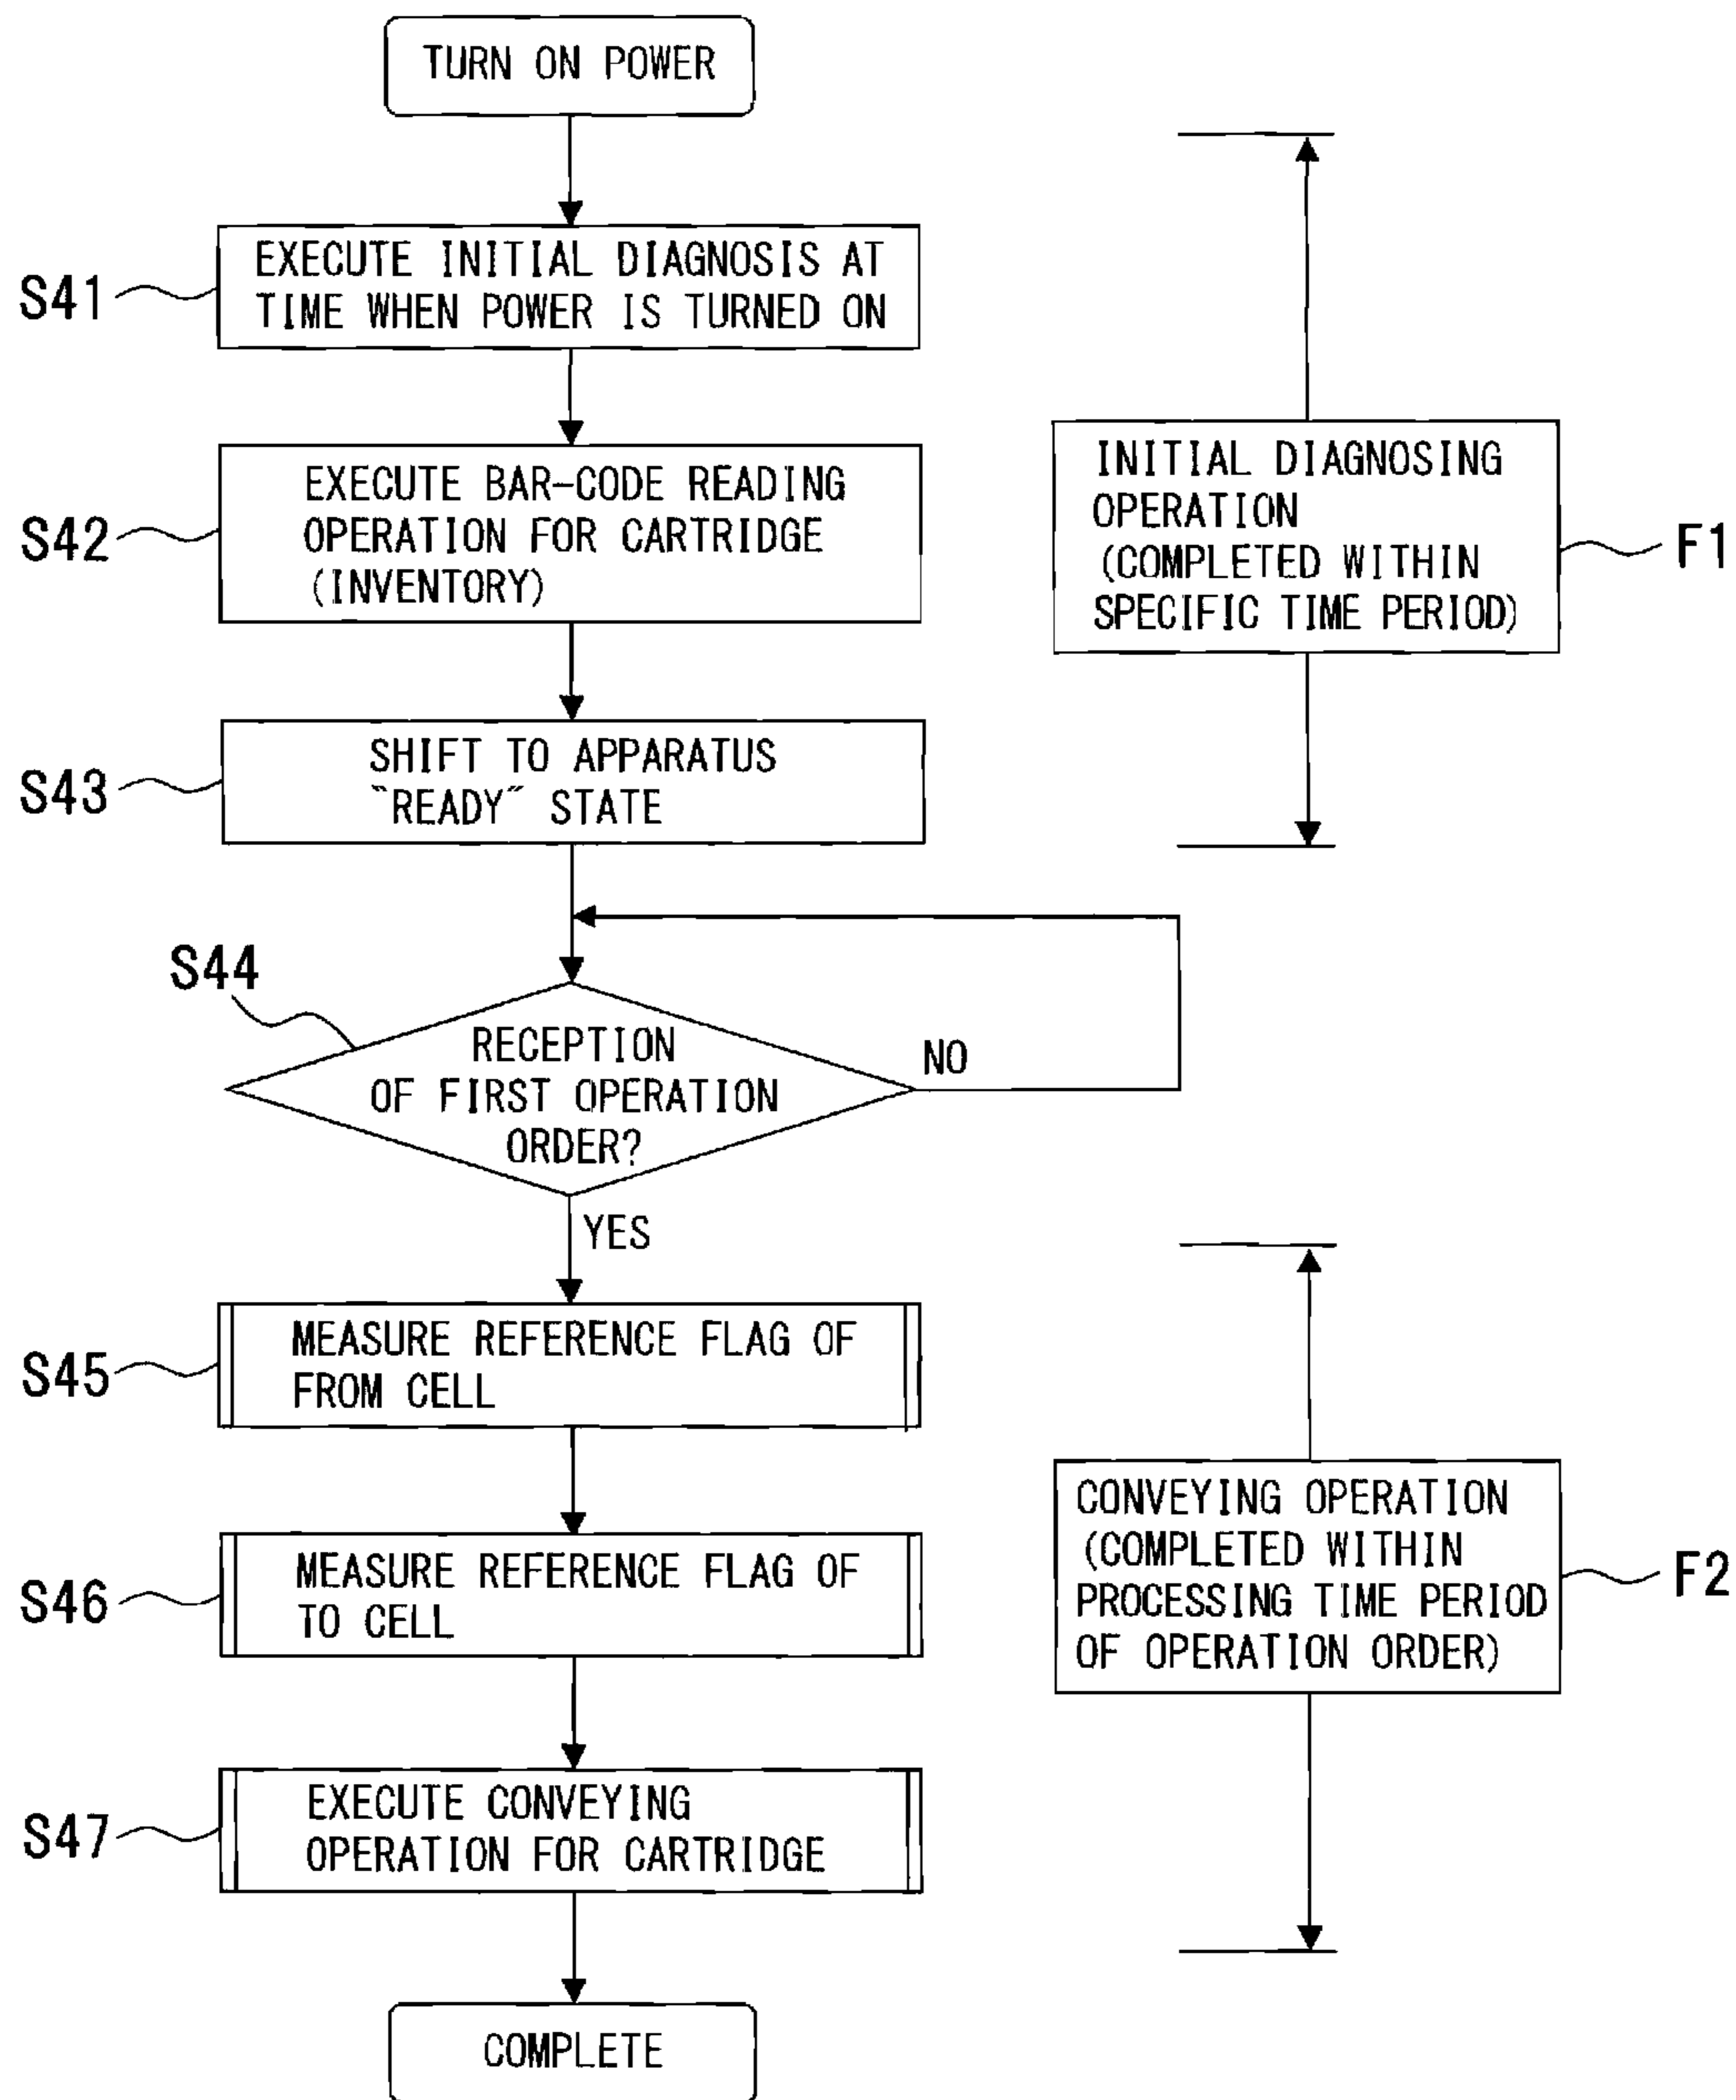 TURN ON POWER
S41
EXECUTE INITIAL DIAGNOSIS AT
TIME WHEN POWER IS TURNED ON
S42
EXECUTE BAR-CODE READING
OPERATION FOR CARTRIDGE
(INVENTORY)
INITIAL DIAGNOSING
OPERATION
(COMPLETED WITHIN
SPECIFIC TIME PERIOD)
F1
S43
SHIFT TO APPARATUS
"READY" STATE
S44
RECEPTION
OF FIRST OPERATION
ORDER?
NO
YES
S45
MEASURE REFERENCE FLAG OF
FROM CELL
S46
MEASURE REFERENCE FLAG OF
TO CELL
CONVEYING OPERATION
(COMPLETED WITHIN
PROCESSING TIME PERIOD
OF OPERATION ORDER)
F2
S47
EXECUTE CONVEYING
OPERATION FOR CARTRIDGE
COMPLETE